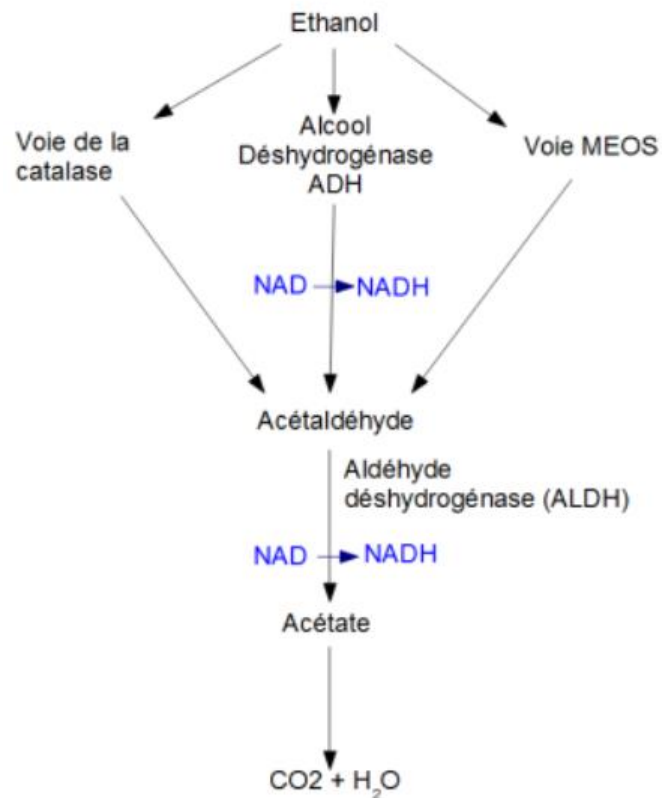 Ethanol
Voie de la
catalase
Alcool
Déshydrogénase
ADH
Voie MEOS
NAD NADH
Acétaldéhyde
Aldéhyde
déshydrogénase (ALDH)
NAD NADH
Acétate
CO2 + H₂O